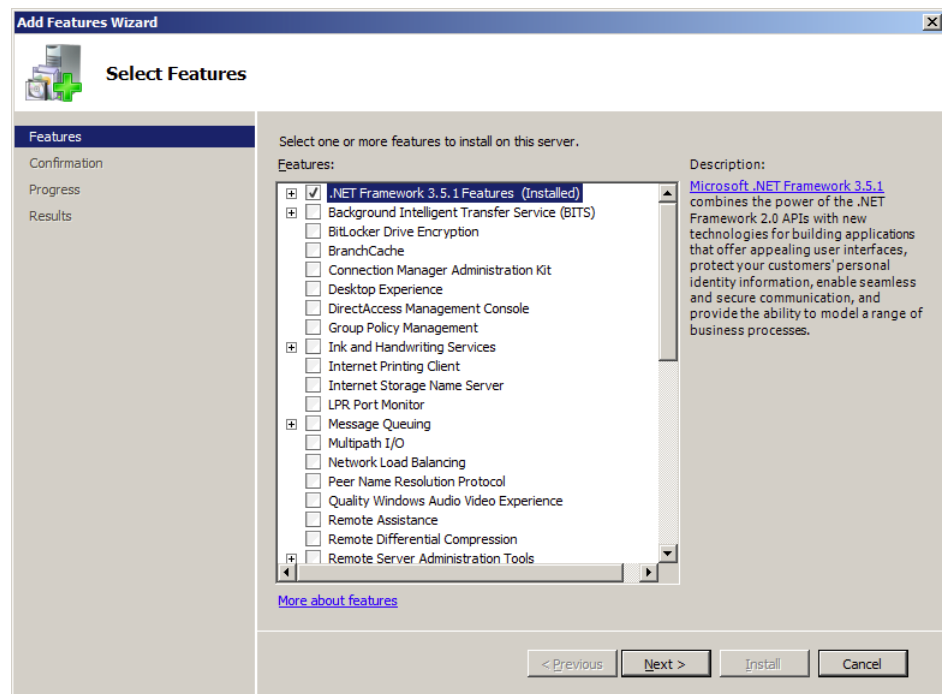 Add Features Wizard
Select Features
Features
Confirmation
Progress
Results
Select one or more features to install on this server.
Features:
.NET Framework 3.5.1 Features (Installed)
Background Intelligent Transfer Service (BITS)
BitLocker Drive Encryption
BranchCache
Connection Manager Administration Kit
Desktop Experience
DirectAccess Management Console
Group Policy Management
Ink and Handwriting Services
Internet Printing Client
Internet Storage Name Server
LPR Port Monitor
Message Queuing
Multipath I/O
Network Load Balancing
Peer Name Resolution Protocol
Quality Windows Audio Video Experience
Remote Assistance
Remote Differential Compression
Remote Server Administration Tools
More about features
Description:
Microsoft .NET Framework 3.5.1
combines the power of the .NET
Framework 2.0 APIs with new
technologies for building applications
that offer appealing user interfaces,
protect your customers' personal
identity information, enable seamless
and secure communication, and
provide the ability to model a range of
business processes.
< Previous
Next >
Install
Cancel